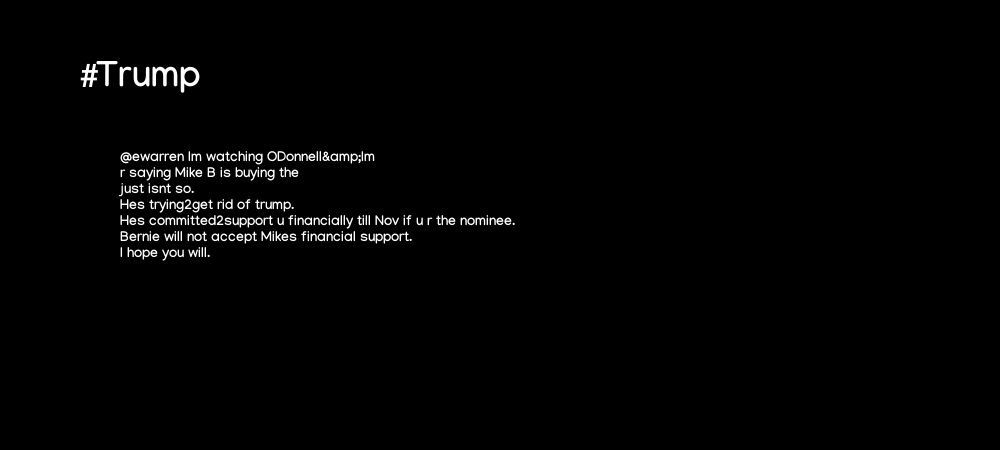 #Trump
@ewarren Im watching ODonnell&amp;Im
r saying Mike B is buying the
just isnt so.
Hes trying2get rid of trump.
Hes committed2support u financially till Nov if u r the nominee.
Bernie will not accept Mikes financial support.
I hope you will.